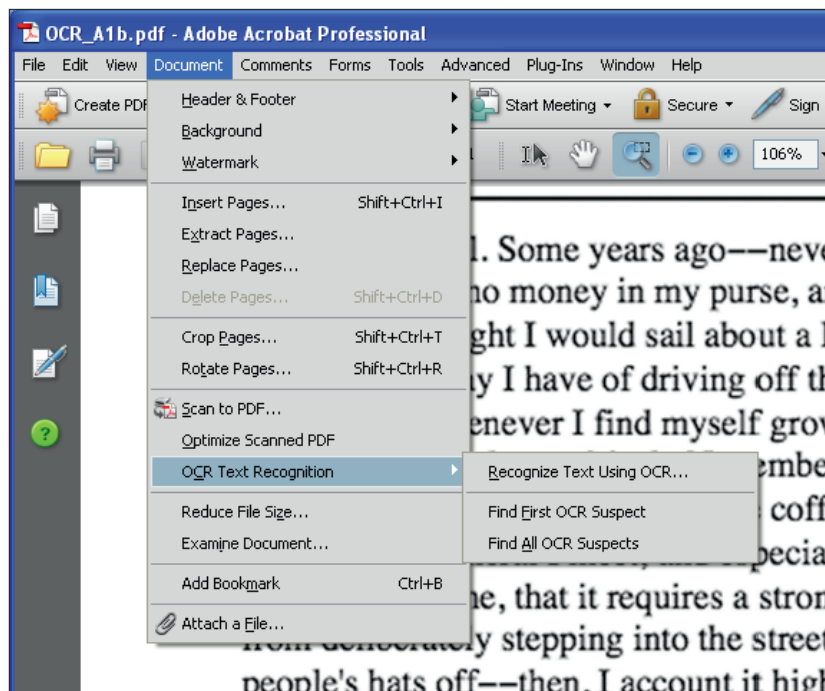 OCR_A1b.pdf - Adobe Acrobat Professional
File Edit View Document Comments Forms Tools Advanced Plug-Ins Window Help
Create PDF Start Meeting Secure Sign
106%
Header & Footer
Background
Watermark
Insert Pages... Shift+Ctrl+I
Extract Pages...
Replace Pages...
Delete Pages... Shift+Ctrl+D
Crop Pages... Shift+Ctrl+T
Rotate Pages... Shift+Ctrl+R
Scan to PDF...
Optimize Scanned PDF
OCR Text Recognition
Reduce File Size...
Examine Document...
Add Bookmark Ctrl+B
Attach a File...
Recognize Text Using OCR...
Find First OCR Suspect
Find All OCR Suspects
l. Some years ago——neve
no money in my purse, a
ght I would sail about a
y I have of driving off th
enever I find myself grov
embe
coff
pecia
ne, that it requires a stron
from deliberately stepping into the street
people's hats off——then, I account it high